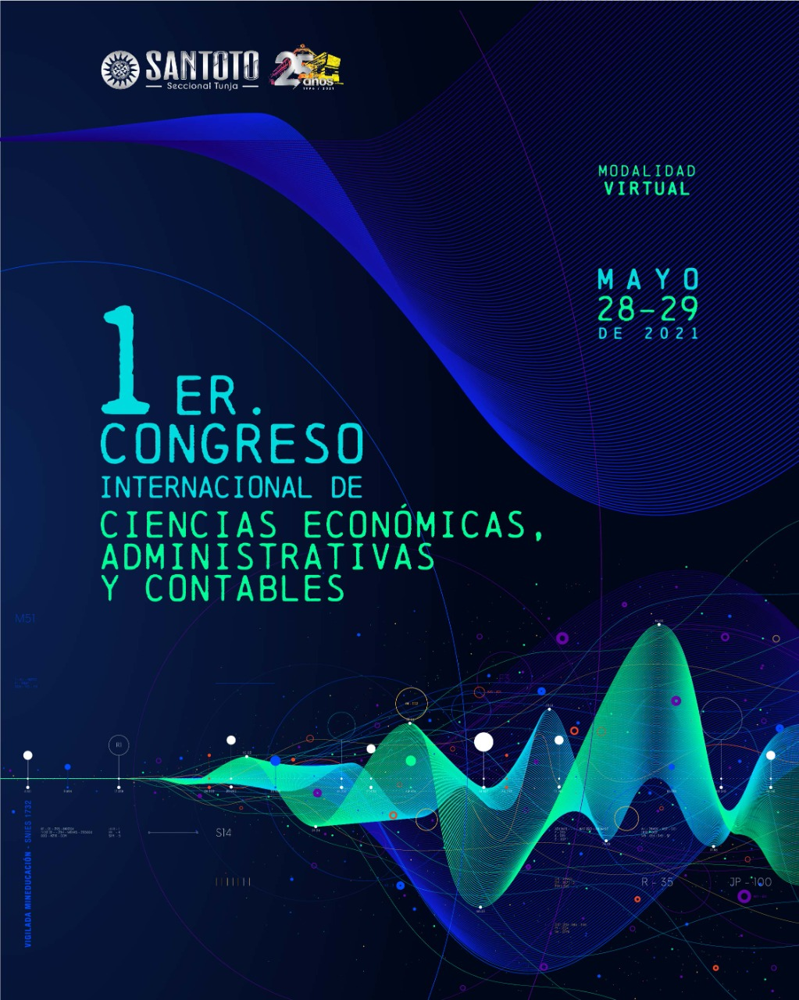 SANTOTO
Seccional Tunja
25 años
1996 / 2021
MODALIDAD
VIRTUAL
MAYO
28-29
DE 2021
1 ER.
CONGRESO
INTERNACIONAL DE
CIENCIAS ECONÓMICAS,
ADMINISTRATIVAS
Y CONTABLES
M51
R1
S14
R - 35
JP - 100
VIGILADA MINEDUCACIÓN - SNIES 1732